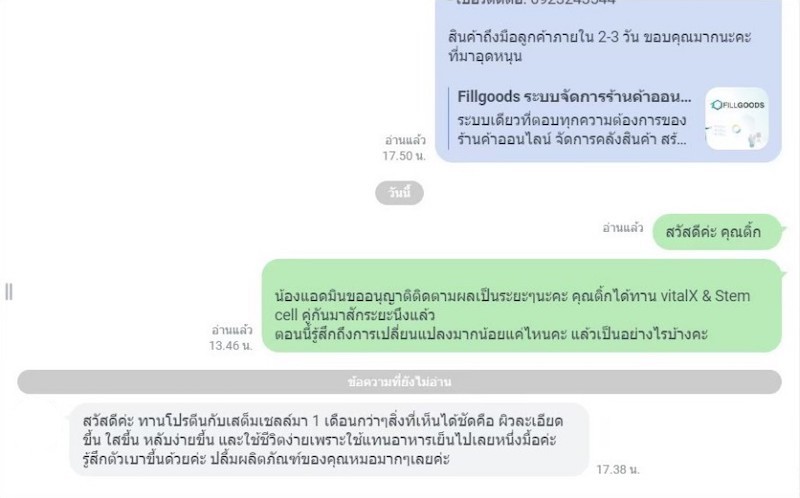 สินค้าถึงมือลูกค้าภายใน 2-3 วัน ขอบคุณมากนะคะ
ที่มาอุดหนุน
Fillgoods ระบบจัดการร้านค้าออน...
ระบบเดียวที่ตอบทุกความต้องการของ
ร้านค้าออนไลน์ จัดการคลังสินค้า สร้...
FILLGOODS
อ่านแล้ว
17.50 น.
วันนี้
อ่านแล้ว
สวัสดีค่ะ คุณติ้ก
น้องแอดมินขออนุญาติติดตามผลเป็นระยะๆนะคะ คุณติ้กได้ทาน vitalX & Stem
cell คู่กันมาสักระยะนึงแล้ว
ตอนนี้รู้สึกถึงการเปลี่ยนแปลงมากน้อยแค่ไหนคะ แล้วเป็นอย่างไรบ้างคะ
อ่านแล้ว
13.46 น.
ข้อความที่ยังไม่อ่าน
สวัสดีค่ะ ทานโปรตีนกับเสต็มเซลล์มา 1 เดือนกว่าๆสิ่งที่เห็นได้ชัดคือ ผิวละเอียด
ขึ้น ใสขึ้น หลับง่ายขึ้น และใช้ชีวิตง่ายเพราะใช้แทนอาหารเย็นไปเลยหนึ่งมื้อค่ะ
รู้สึกตัวเบาขึ้นด้วยค่ะ ปลื้มผลิตภัณฑ์ของคุณหมอมากๆเลยค่ะ
17.38 น.